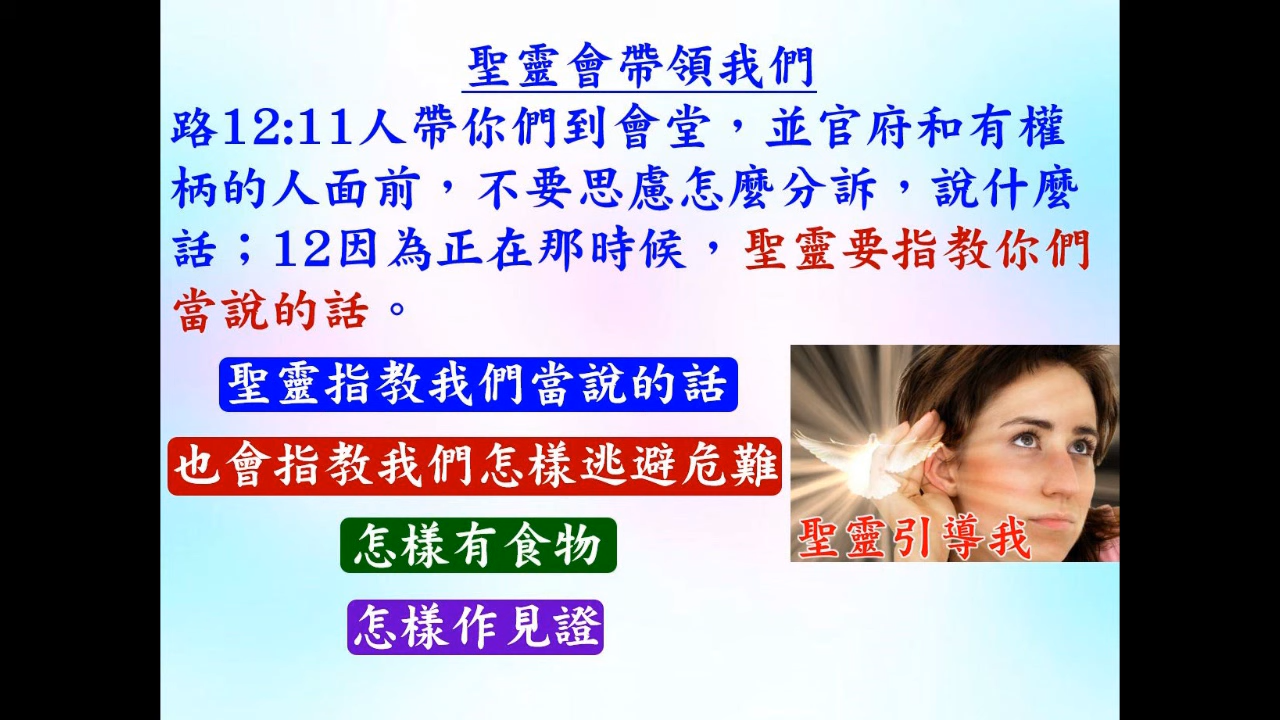 聖靈會帶領我們
路12:11人帶你們到會堂，並官府和有權
柄的人面前，不要思慮怎麼分訴，說什麼
話；12因為正在那時候，聖靈要指教你們
當說的話。
聖靈指教我們當說的話
也會指教我們怎樣逃避危難
怎樣有食物
怎樣作見證
聖靈引導我